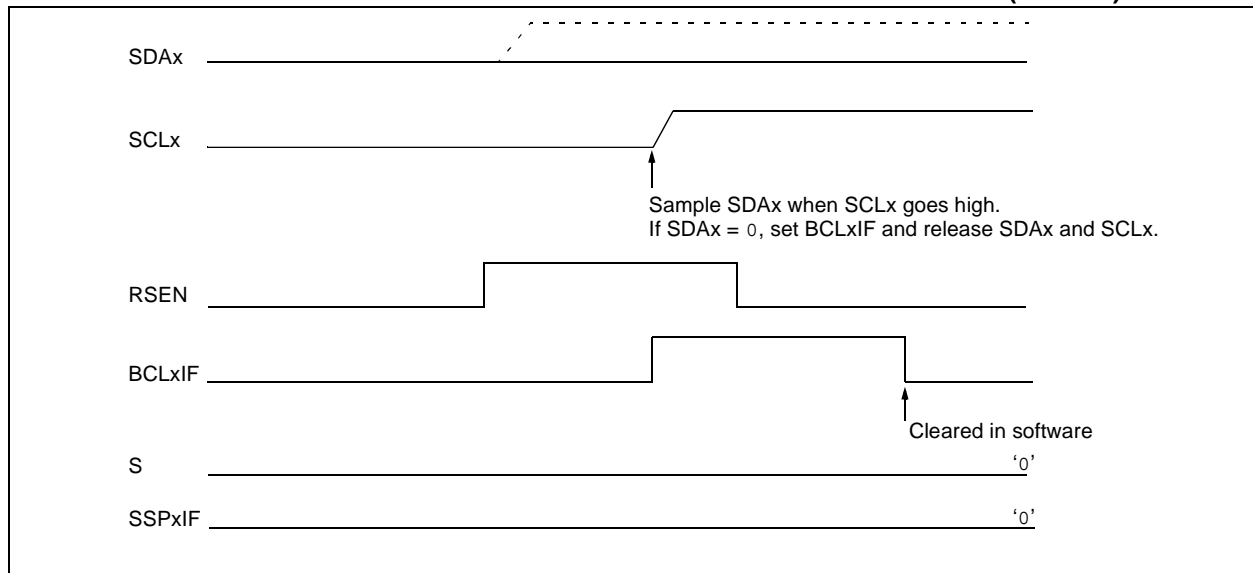 SDAx
SCLx
Sample SDAx when SCLx goes high.
If SDAx = 0, set BCLxIF and release SDAx and SCLx.
RSEN
BCLxIF
Cleared in software
S
‘0’
SSPxIF
‘0’